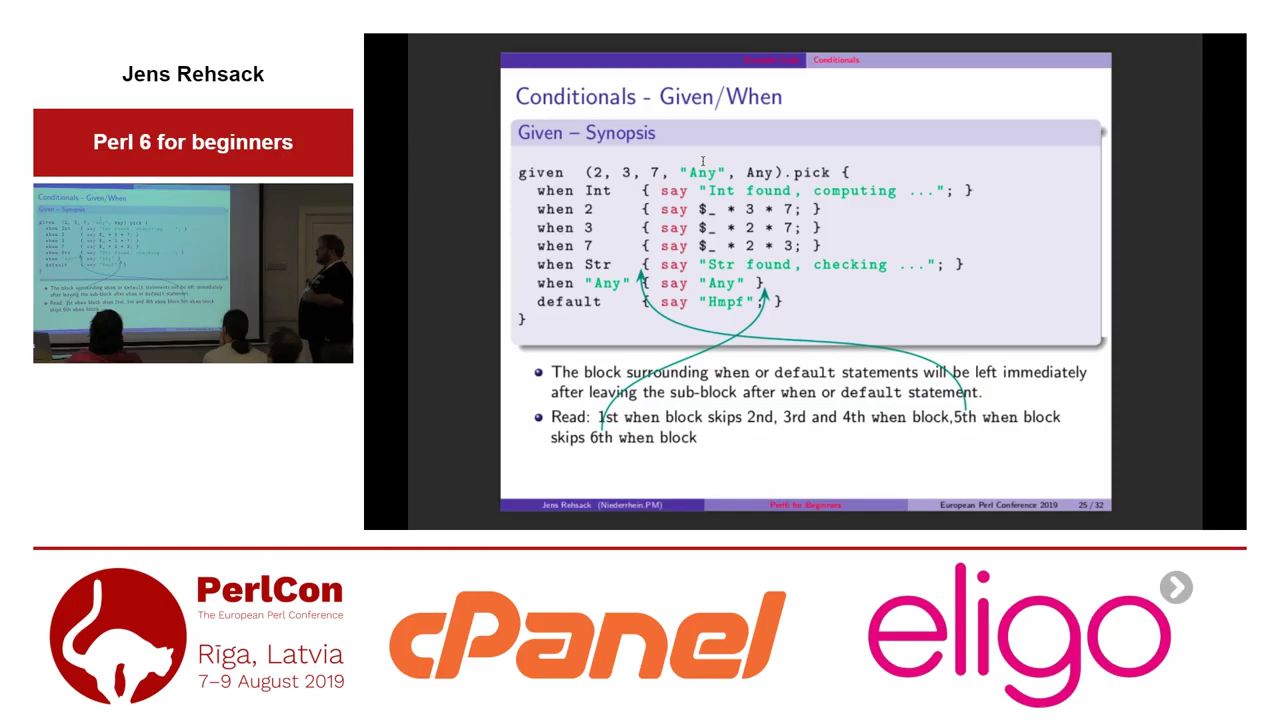 Jens Rehsack
Perl 6 for beginners
Conditionals
Conditionals - Given/When
Given – Synopsis
given (2, 3, 7, "Any", Any).pick {
when Int { say "Int found, computing ..."; }
when 2 { say $_ * 3 * 7; }
when 3 { say $_ * 2 * 7; }
when 7 { say $_ * 2 * 3; }
when Str { say "Str found, checking ..."; }
when "Any" { say "Any" }
default { say "Hmpf"; }
}
The block surrounding when or default statements will be left immediately
after leaving the sub-block after when or default statement.
Read: 1st when block skips 2nd, 3rd and 4th when block,5th when block
skips 6th when block
Jens Rehsack (Niederrhein.PM) Perl6 for Beginners European Perl Conference 2019 25 / 32
PerlCon
The European Perl Conference
Rīga, Latvia
7–9 August 2019
cPanel
eligo